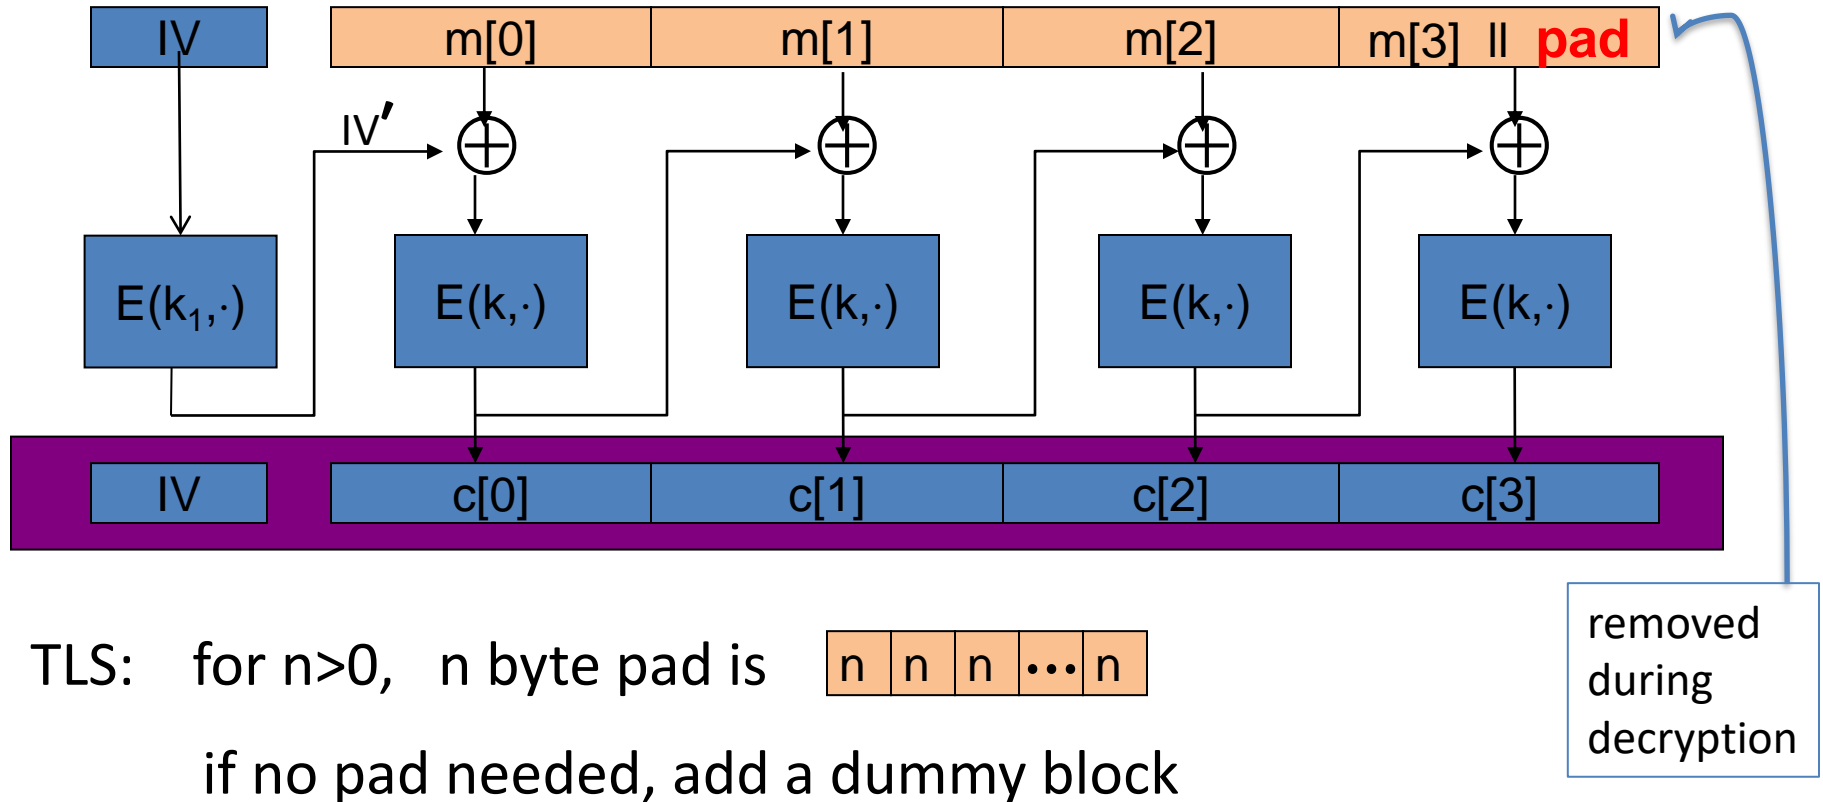 IV m[0] m[1] m[2] m[3] ll pad
IV′
E(k₁,·) E(k,·) E(k,·) E(k,·) E(k,·)
IV c[0] c[1] c[2] c[3]
TLS: for n>0, n byte pad is n n n ••• n
if no pad needed, add a dummy block
removed
during
decryption